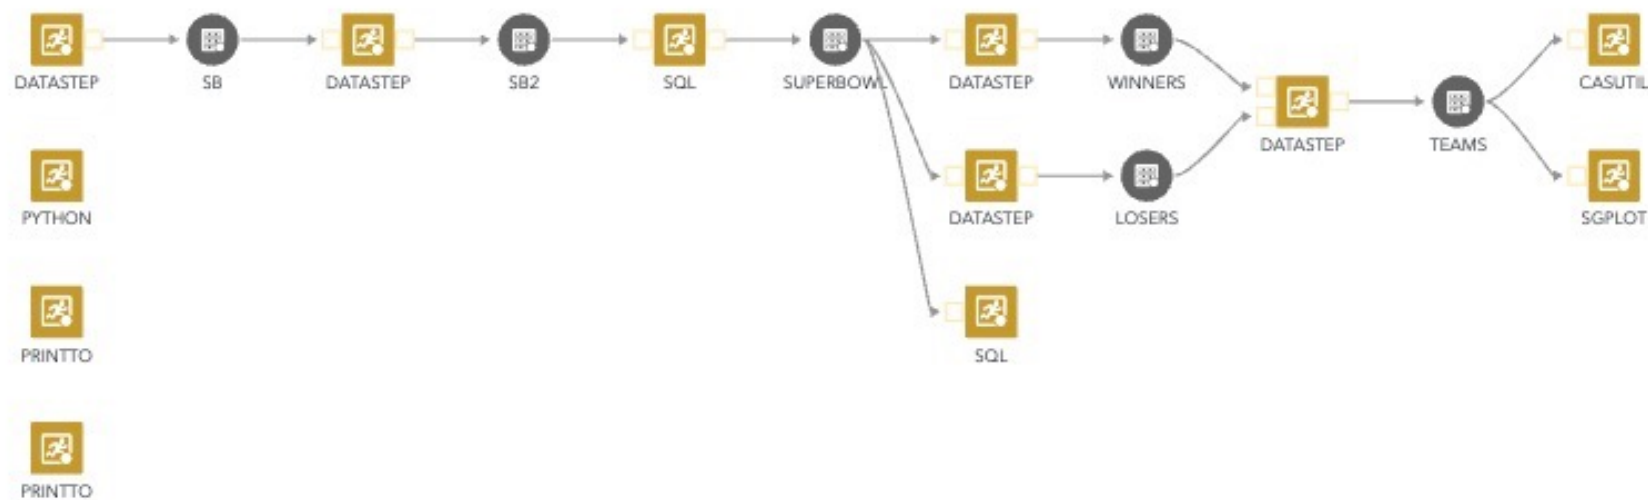 DATASTEP
SB
DATASTEP
SB2
SQL
SUPERBOWL
DATASTEP
WINNERS
CASUTIL
DATASTEP
TEAMS
PYTHON
DATASTEP
LOSERS
SGPLOT
PRINTTO
SQL
PRINTTO